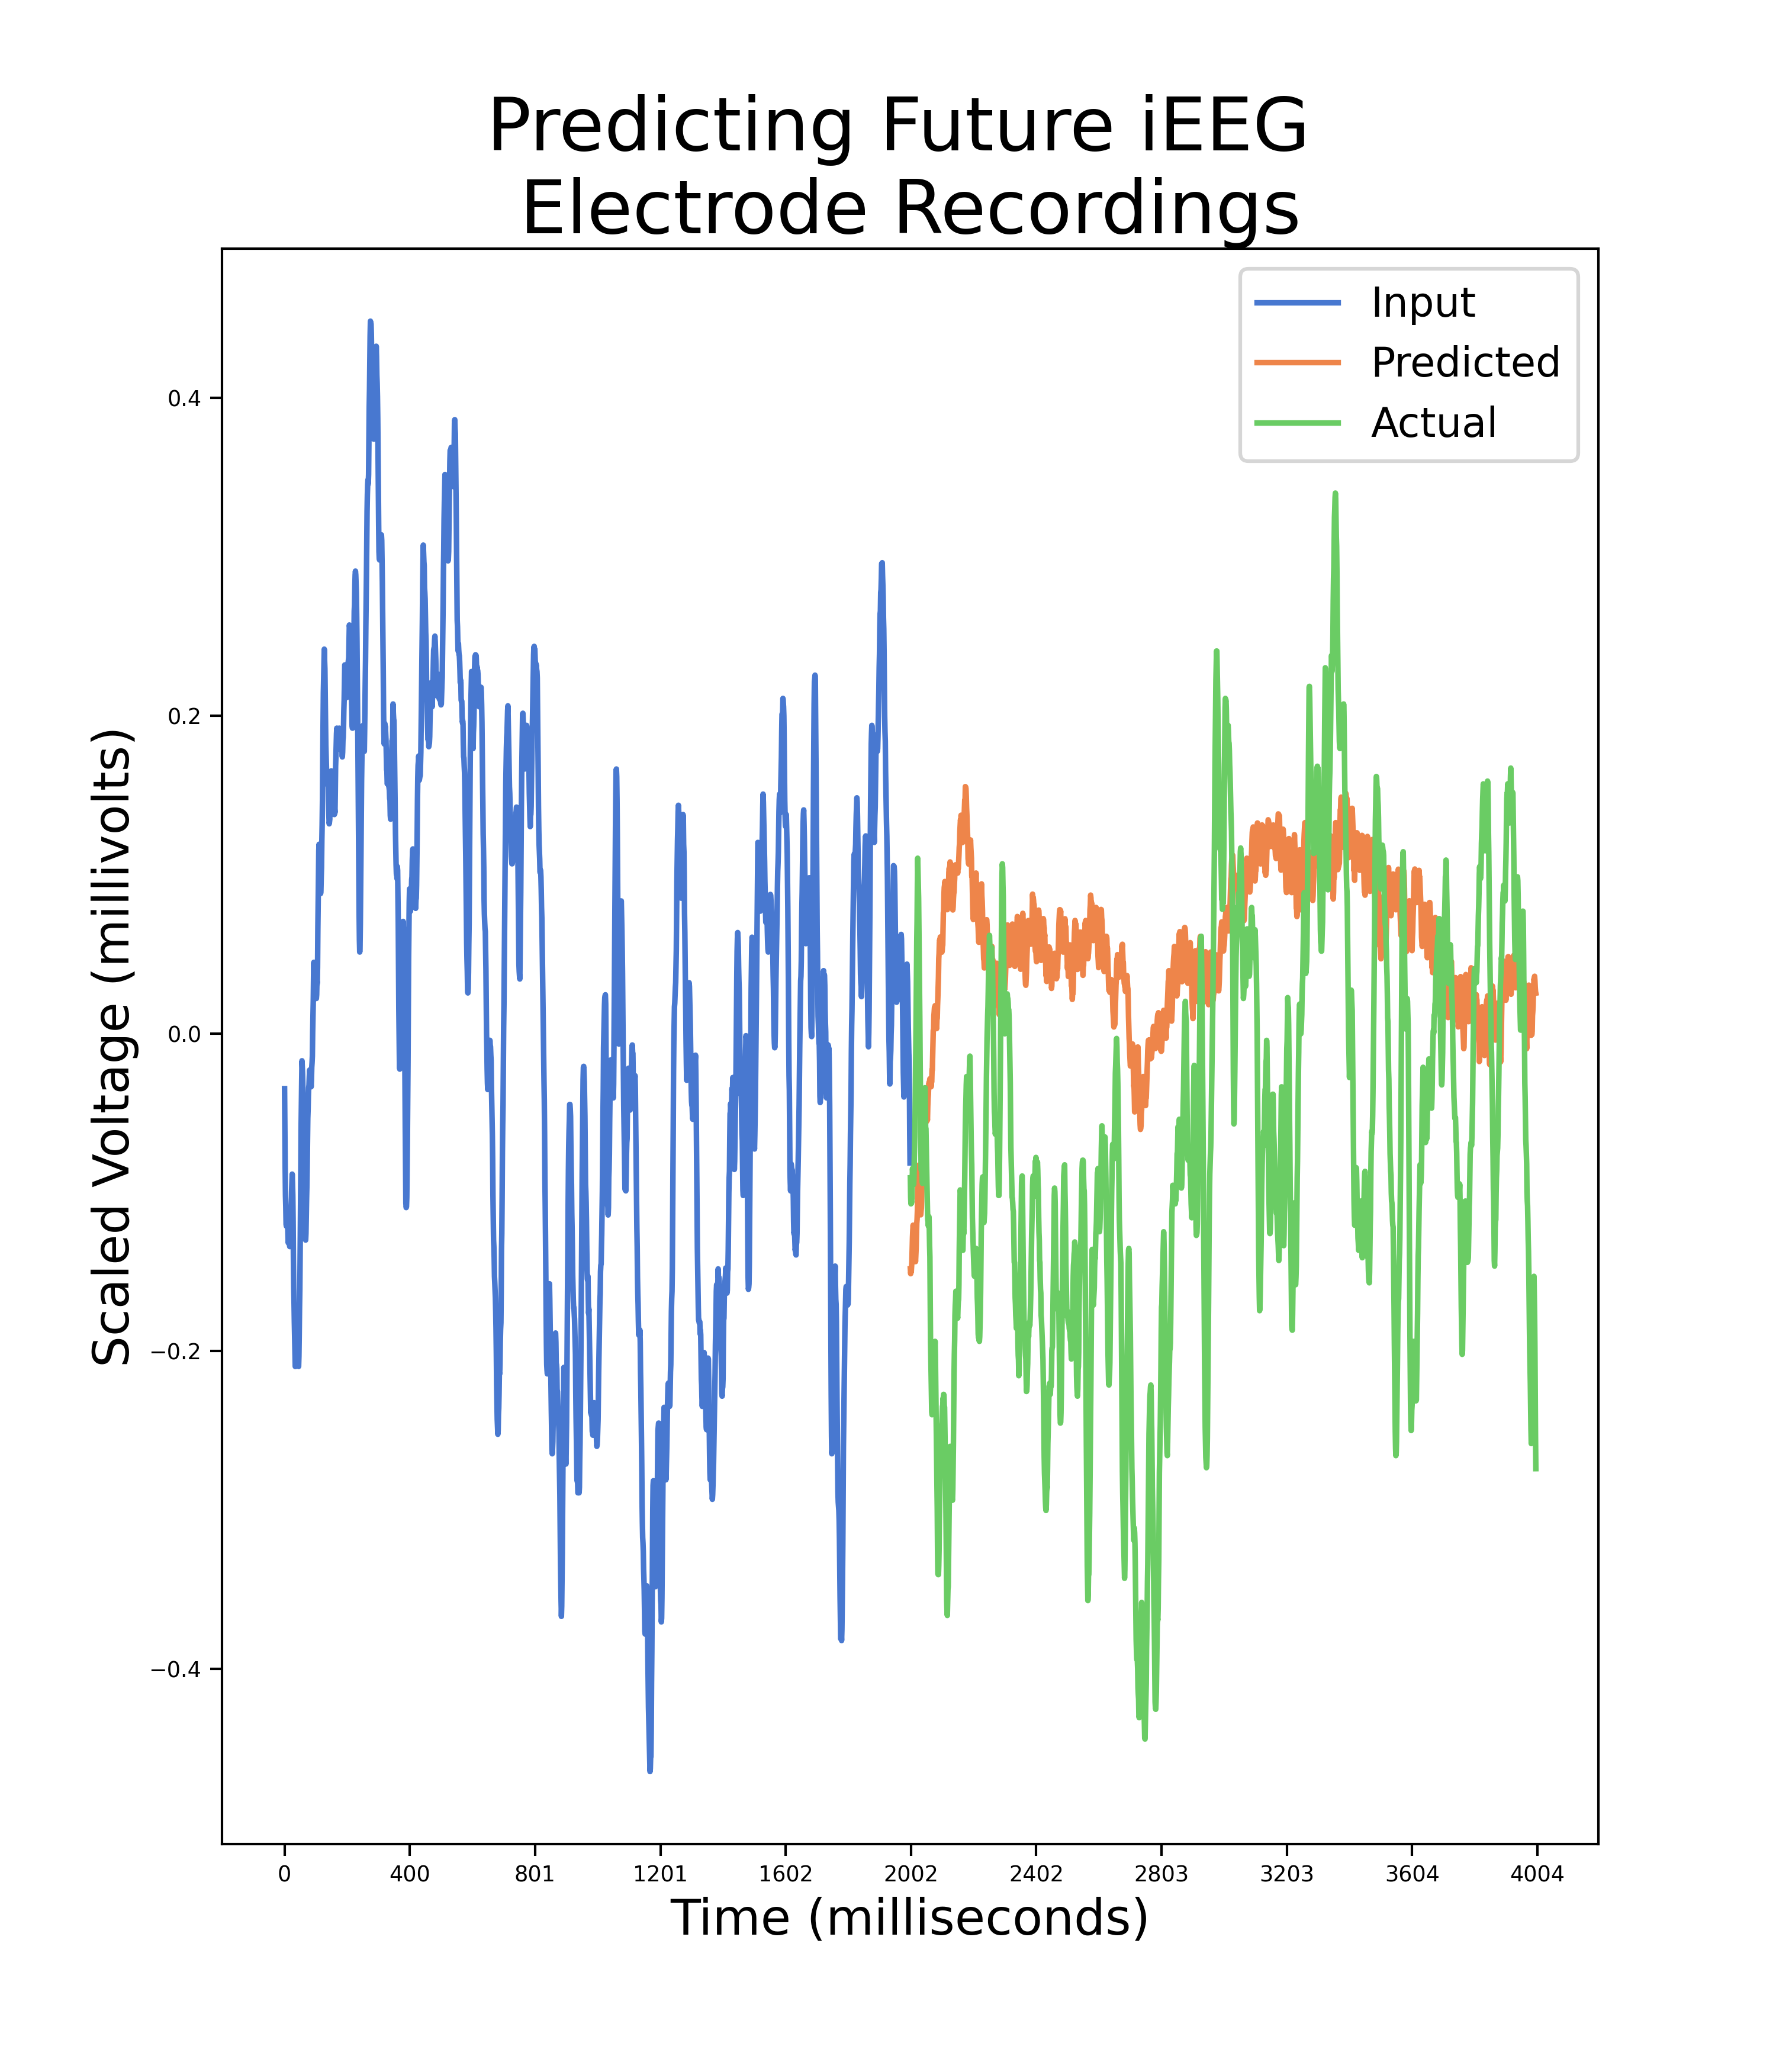 Predicting Future iEEG
Electrode Recordings
Input
Predicted
Actual
Scaled Voltage (millivolts)
0.4
0.2
0.0
−0.2
−0.4
0 400 801 1201 1602 2002 2402 2803 3203 3604 4004
Time (milliseconds)